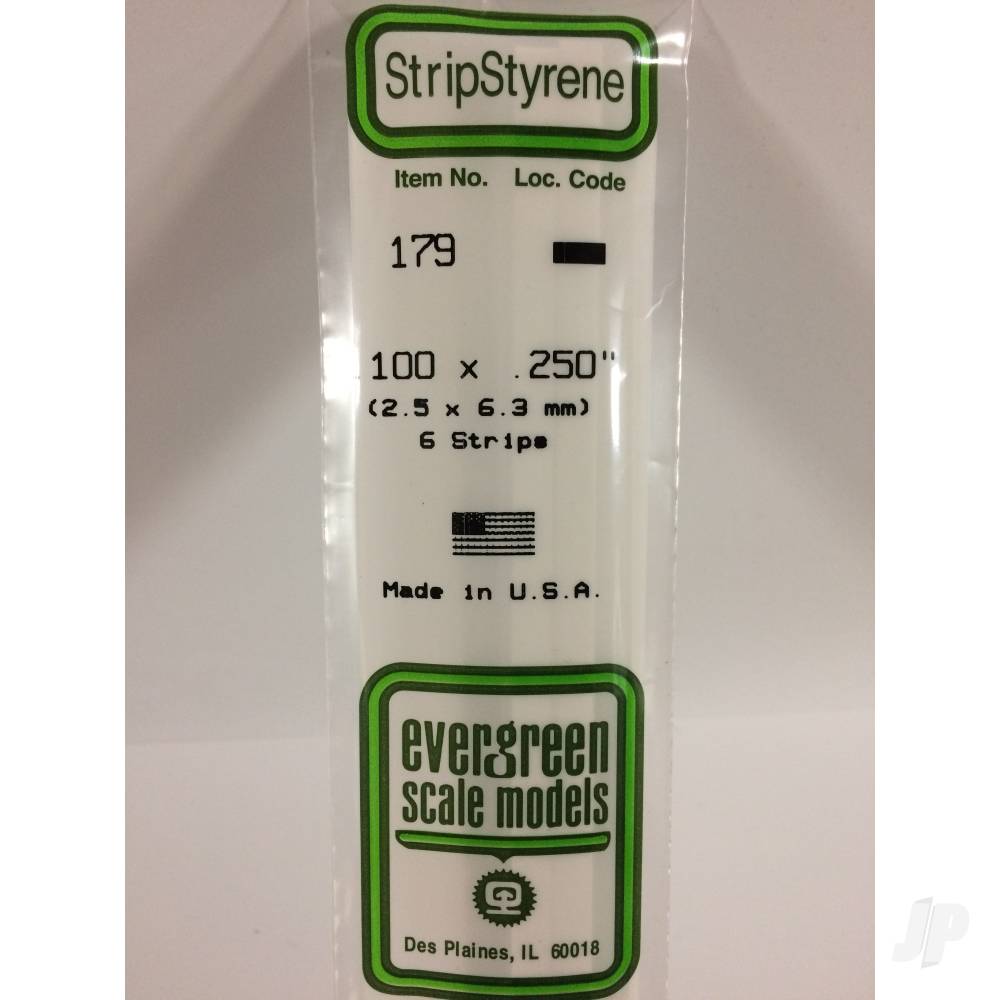 StripStyrene
Item No. Loc. Code
179
.100 x .250"
(2.5 x 6.3 mm)
6 Strips
Made in U.S.A.
evergreen
scale models
Des Plaines, IL 60018
JP